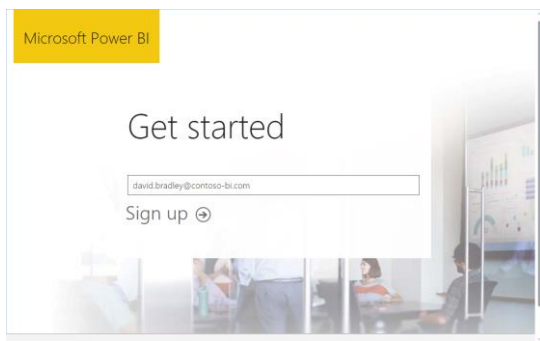 Microsoft Power BI
Get started
david.bradley@contoso-bi.com
Sign up